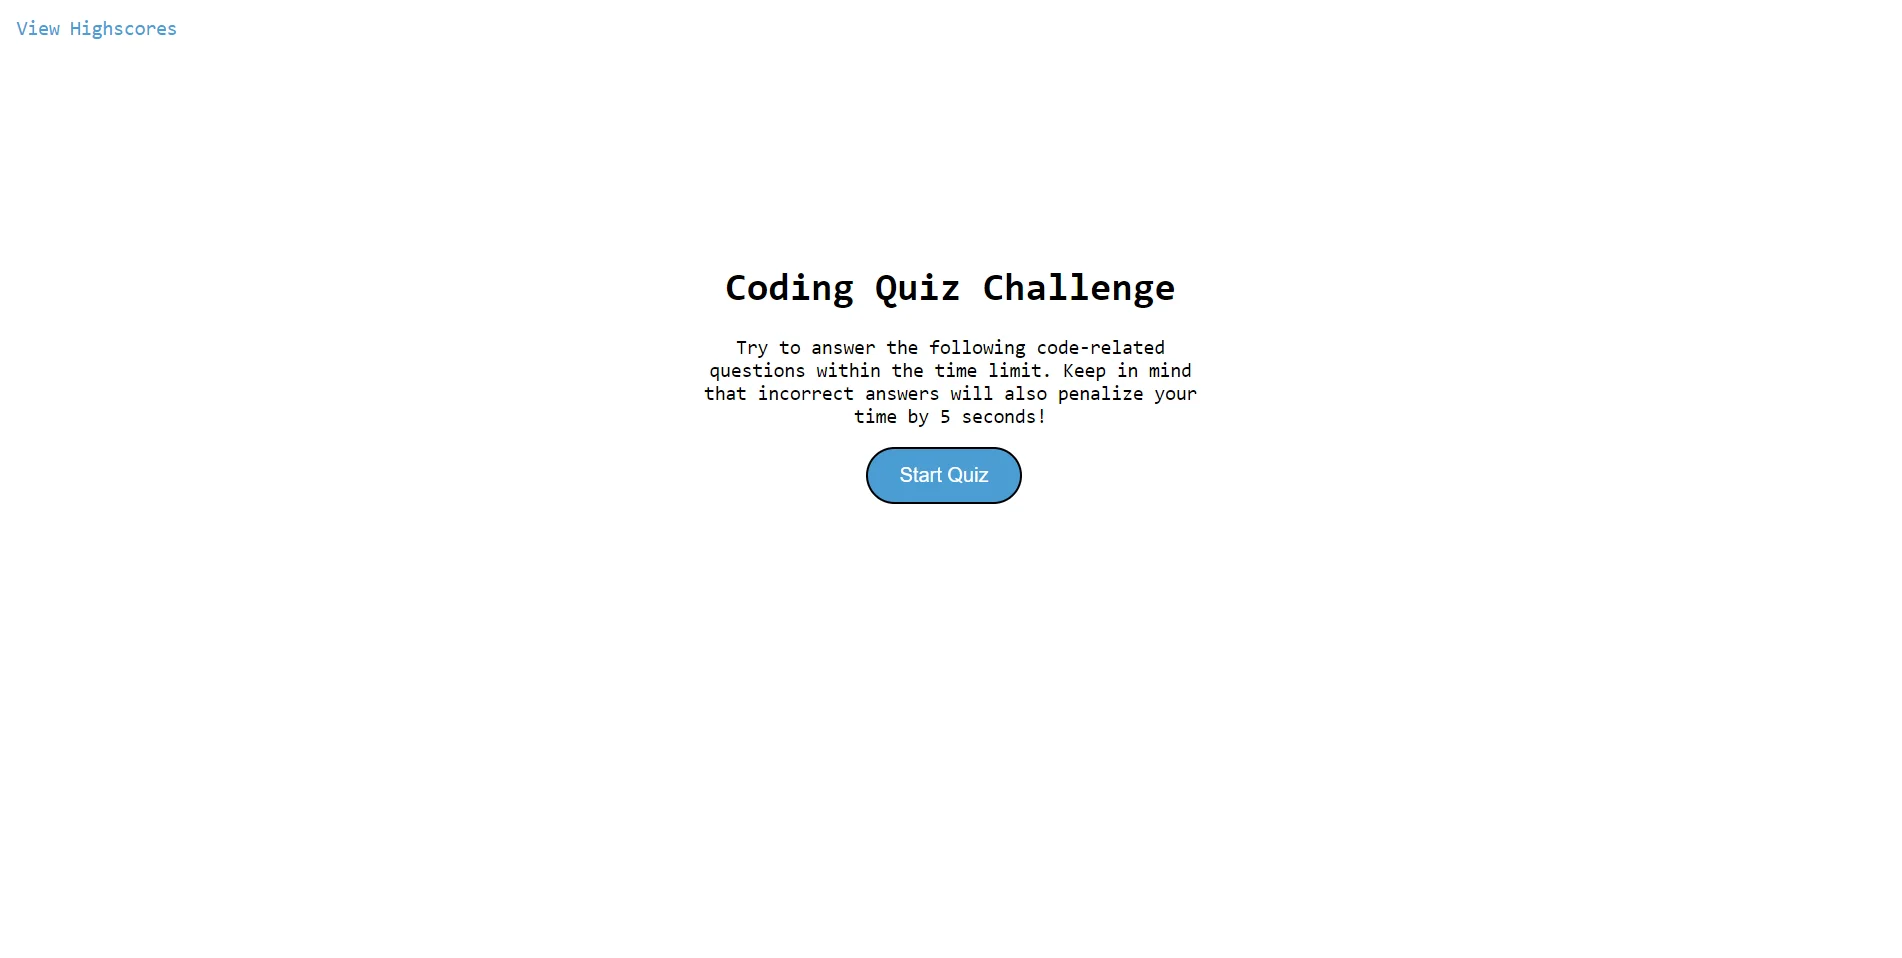 View Highscores
Coding Quiz Challenge
Try to answer the following code-related
questions within the time limit. Keep in mind
that incorrect answers will also penalize your
time by 5 seconds!
Start Quiz